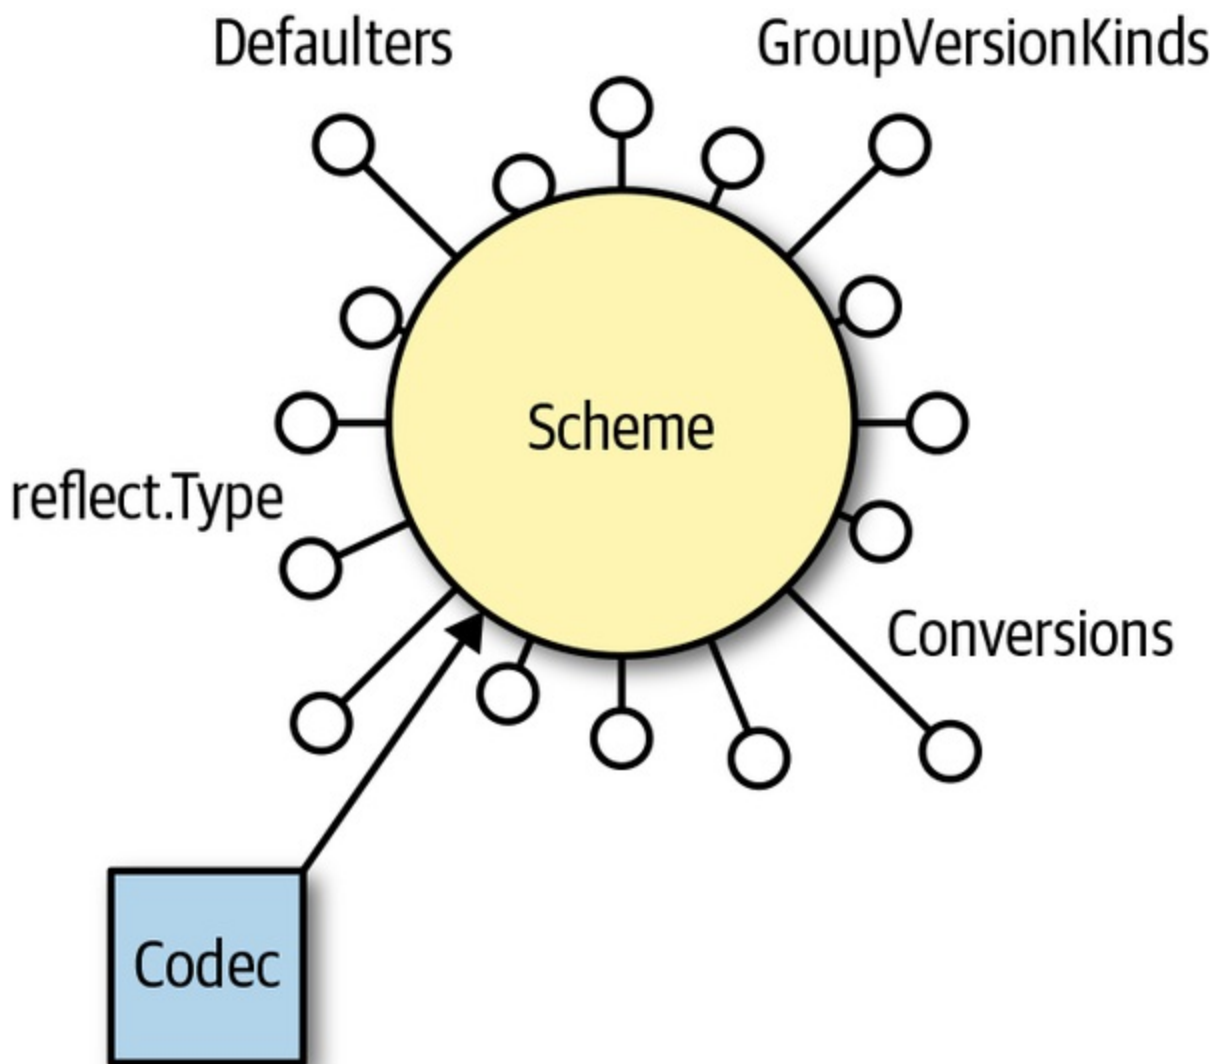 Defaulters
GroupVersionKinds
Scheme
reflect.Type
Conversions
Codec